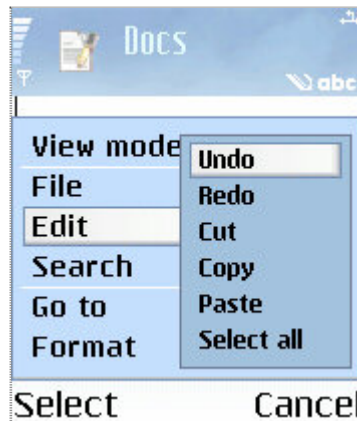 Docs
abc
View mode
File
Edit
Search
Go to
Format
Undo
Redo
Cut
Copy
Paste
Select all
Select
Cancel